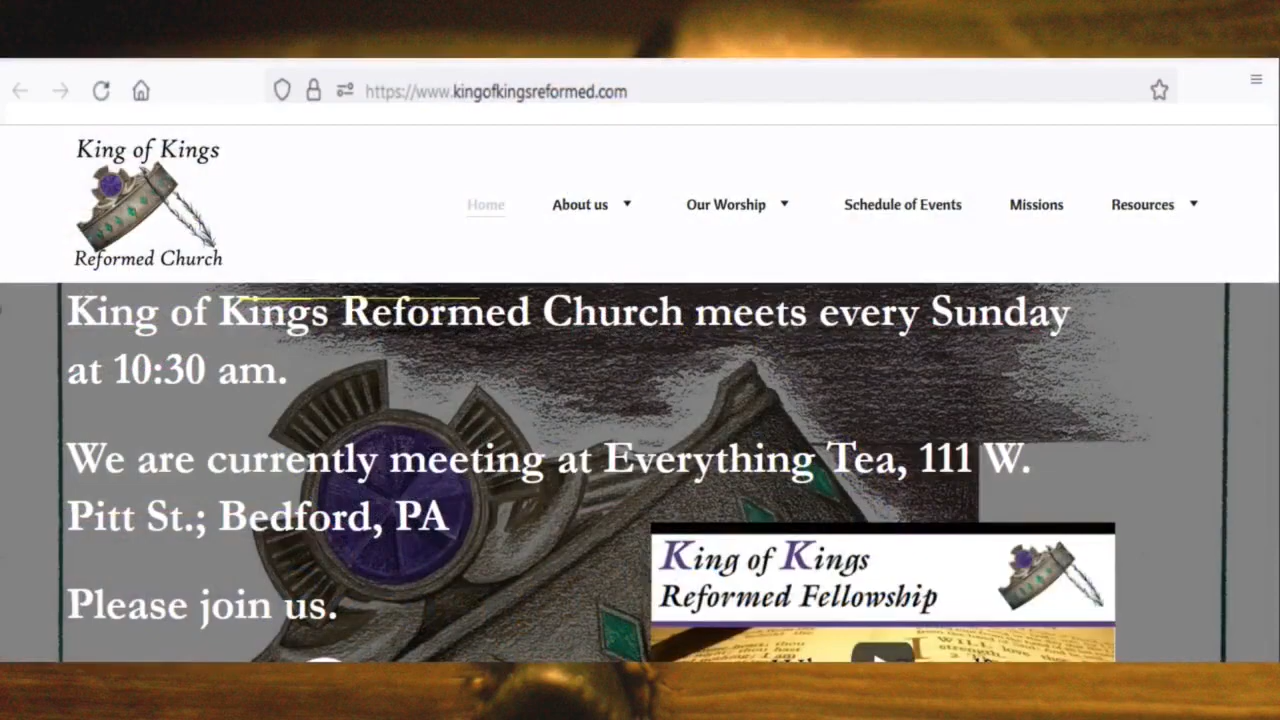 https://www.kingofkingsreformed.com
King of Kings
Reformed Church
Home
About us
Our Worship
Schedule of Events
Missions
Resources
King of Kings Reformed Church meets every Sunday
at 10:30 am.
We are currently meeting at Everything Tea, 111 W.
Pitt St.; Bedford, PA
Please join us.
King of Kings
Reformed Fellowship